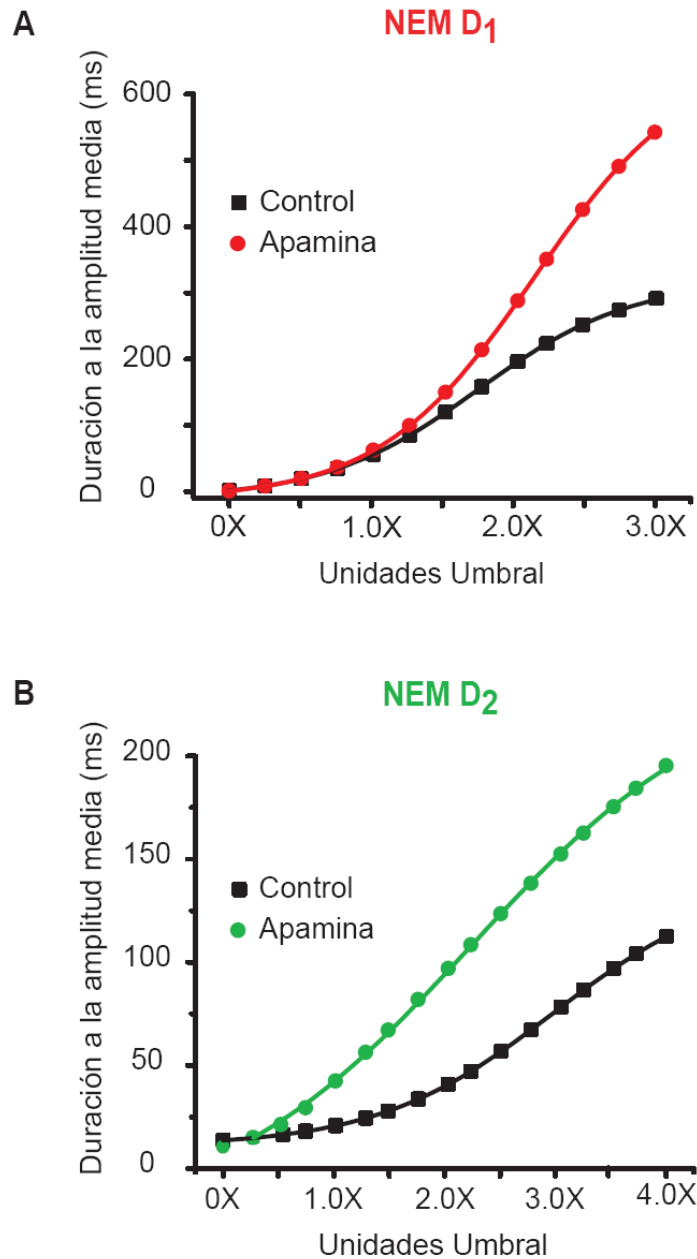 A
NEM D1
Duración a la amplitud media (ms)
600
400
200
0
Control
Apamina
0X 1.0X 2.0X 3.0X
Unidades Umbral
B
NEM D2
Duración a la amplitud media (ms)
200
150
100
50
0
Control
Apamina
0X 1.0X 2.0X 3.0X 4.0X
Unidades Umbral